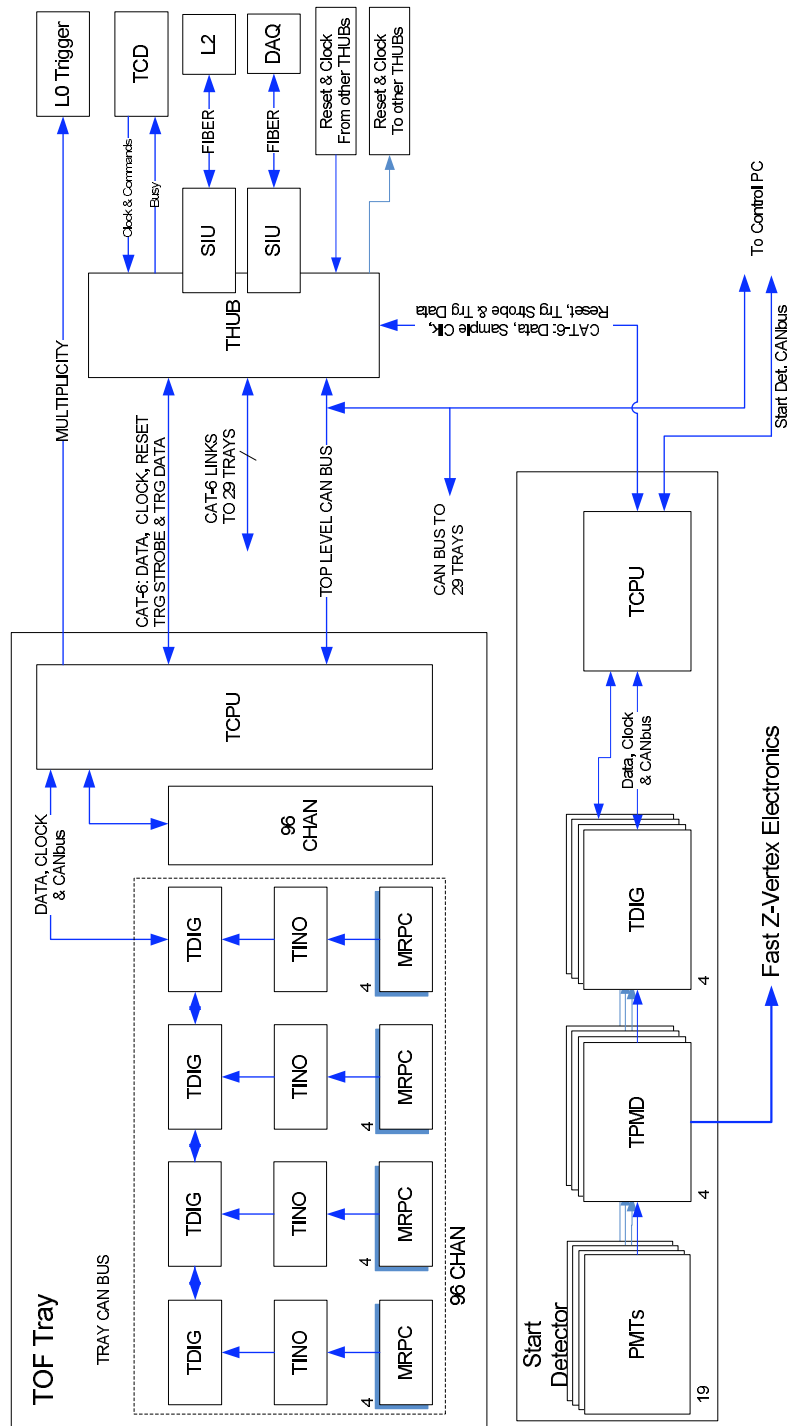 TOF Tray
TRAY CAN BUS
DATA, CLOCK
& CANbus
TDIG
TDIG
TDIG
TDIG
TINO
TINO
TINO
TINO
4
MRPC
4
MRPC
4
MRPC
4
MRPC
96 CHAN
96
CHAN
TCPU
MULTIPLICITY
CAT-6: DATA, CLOCK, RESET
TRG STROBE & TRG DATA
CAT-6 LINKS
TO 29 TRAYS
TOP LEVEL CAN BUS
CAN BUS TO
29 TRAYS
THUB
SIU
SIU
Clock & Commands
Busy
FIBER
FIBER
L0 Trigger
TCD
L2
DAQ
Reset & Clock
From other THUBs
Reset & Clock
To other THUBs
CAT-6: Data, Sample Clk,
Reset, Trg Strobe & Trg Data
Start
Detector
PMTs
19
TPMD
4
TDIG
4
Data, Clock
& CANbus
TCPU
Start Det. CANbus
To Control PC
Fast Z-Vertex Electronics